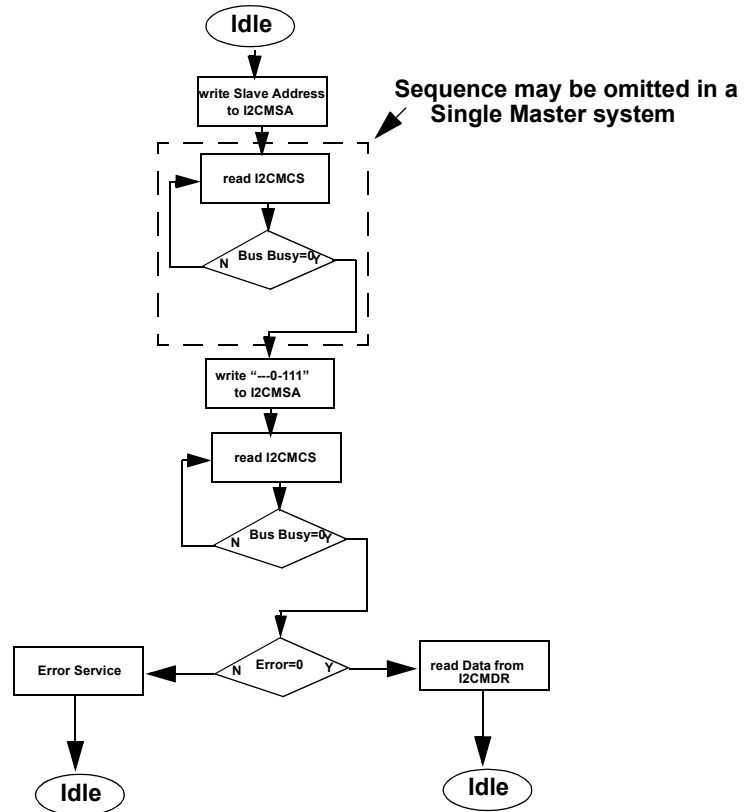 Idle
write Slave Address
to I2CMSA
Sequence may be omitted in a
Single Master system
read I2CMCS
Bus Busy=0
N
Y
write “---0-111”
to I2CMSA
read I2CMCS
Bus Busy=0
N
Y
Error Service
N
Error=0
Y
read Data from
I2CMDR
Idle
Idle